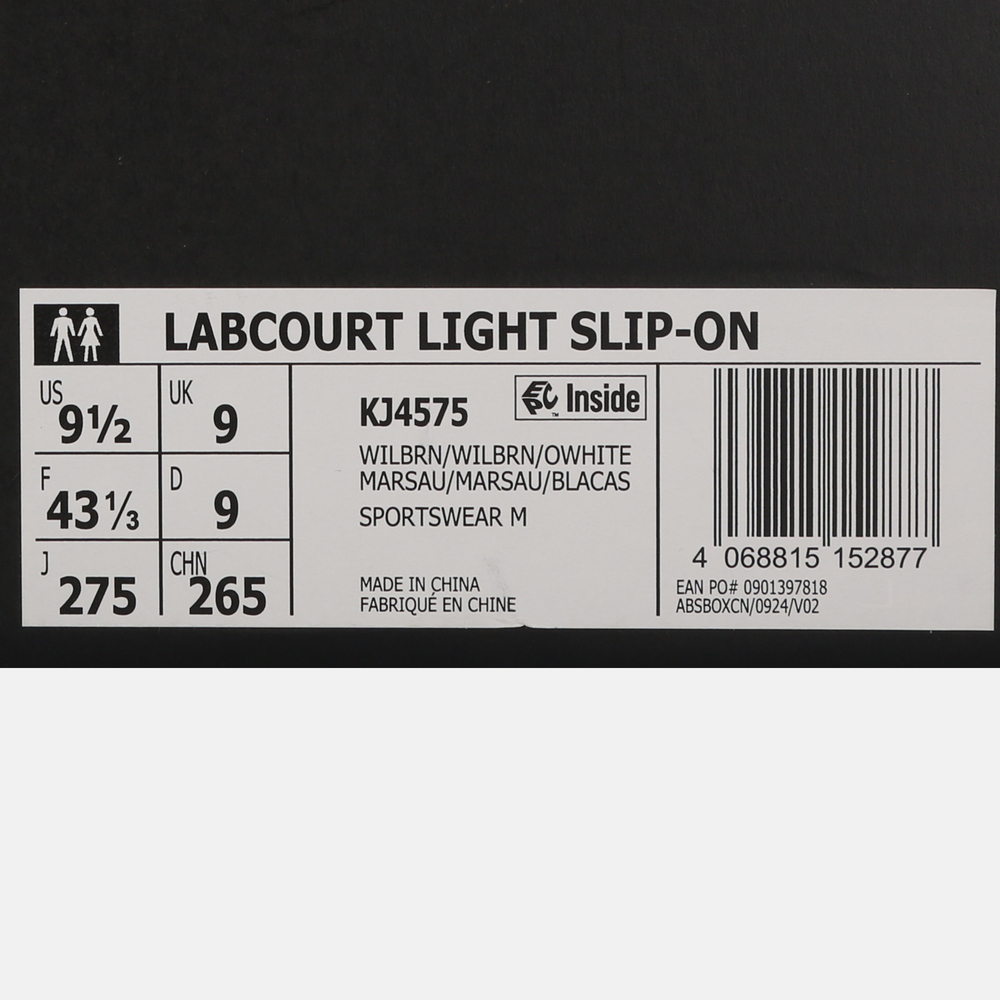 LABCOURT LIGHT SLIP-ON
US 9½
UK 9
F 43⅓
D 9
J 275
CHN 265
KJ4575
EPC Inside
™
WILBRN/WILBRN/OWHITE
MARSAU/MARSAU/BLACAS
SPORTSWEAR M
MADE IN CHINA
FABRIQUÉ EN CHINE
4 068815 152877
EAN PO# 0901397818
ABSBOXCN/0924/V02